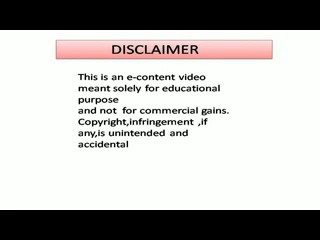 DISCLAIMER
This is an e-content video
meant solely for educational
purpose
and not for commercial gains.
Copyright,infringement ,if
any,is unintended and
accidental